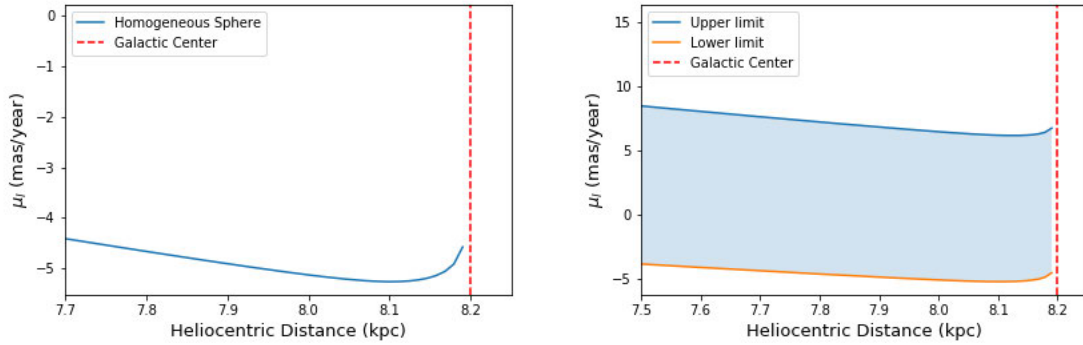 Homogeneous Sphere
Galactic Center
0
−1
−2
−3
−4
−5
μl (mas/year)
7.7 7.8 7.9 8.0 8.1 8.2
Heliocentric Distance (kpc)
Upper limit
Lower limit
Galactic Center
15
10
5
0
−5
μl (mas/year)
7.5 7.6 7.7 7.8 7.9 8.0 8.1 8.2
Heliocentric Distance (kpc)